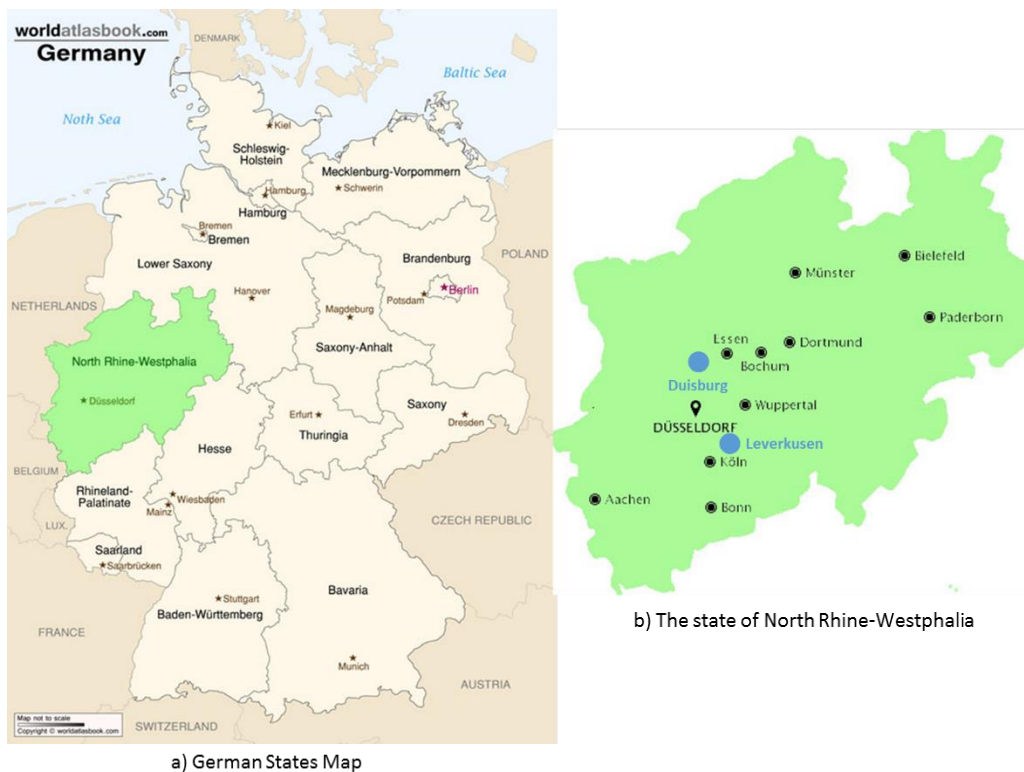 worldatlasbook.com
Germany
DENMARK
Baltic Sea
Noth Sea
Kiel
Schleswig-
Holstein
Mecklenburg-Vorpommern
Schwerin
Hamburg
Hamburg
Bremen
Bremen
Lower Saxony
Brandenburg
POLAND
Berlin
Potsdam
Hanover
NETHERLANDS
Magdeburg
Saxony-Anhalt
North Rhine-Westphalia
Düsseldorf
Erfurt
Thuringia
Saxony
Dresden
Hesse
BELGIUM
Rhineland-
Palatinate
Wiesbaden
Mainz
LUX.
CZECH REPUBLIC
Saarland
Saarbrücken
Stuttgart
Baden-Württemberg
Bavaria
FRANCE
Munich
AUSTRIA
SWITZERLAND
Map not to scale
Copyright © worldatlasbook.com
a) German States Map
Bielefeld
Münster
Paderborn
Essen
Dortmund
Bochum
Duisburg
Wuppertal
DÜSSELDORF
Leverkusen
Köln
Aachen
Bonn
b) The state of North Rhine-Westphalia